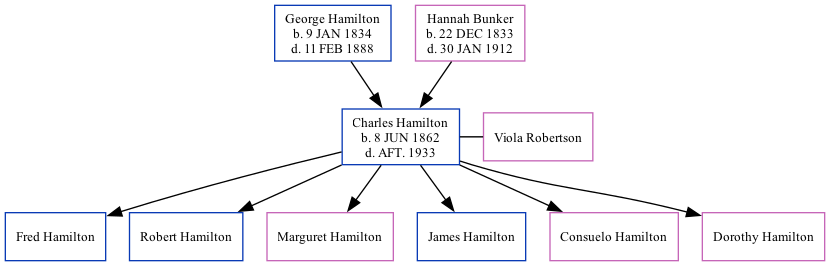 George Hamilton
b. 9 JAN 1834
d. 11 FEB 1888
Hannah Bunker
b. 22 DEC 1833
d. 30 JAN 1912
Charles Hamilton
b. 8 JUN 1862
d. AFT. 1933
Viola Robertson
Fred Hamilton
Robert Hamilton
Marguret Hamilton
James Hamilton
Consuelo Hamilton
Dorothy Hamilton